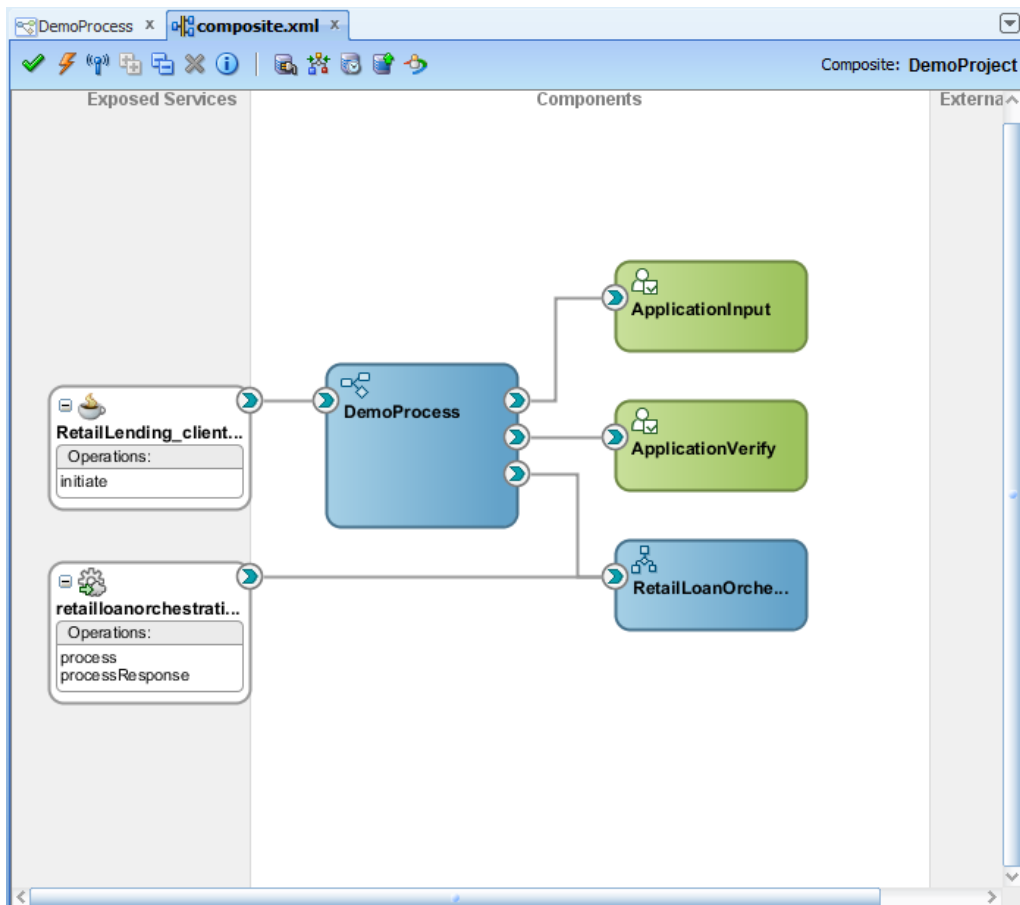 DemoProcess x
composite.xml x
Composite: DemoProject
Exposed Services
Components
Externa
ApplicationInput
DemoProcess
RetailLending_client...
Operations:
initiate
ApplicationVerify
retailloanorchestrati...
Operations:
process
processResponse
RetailLoanOrche...